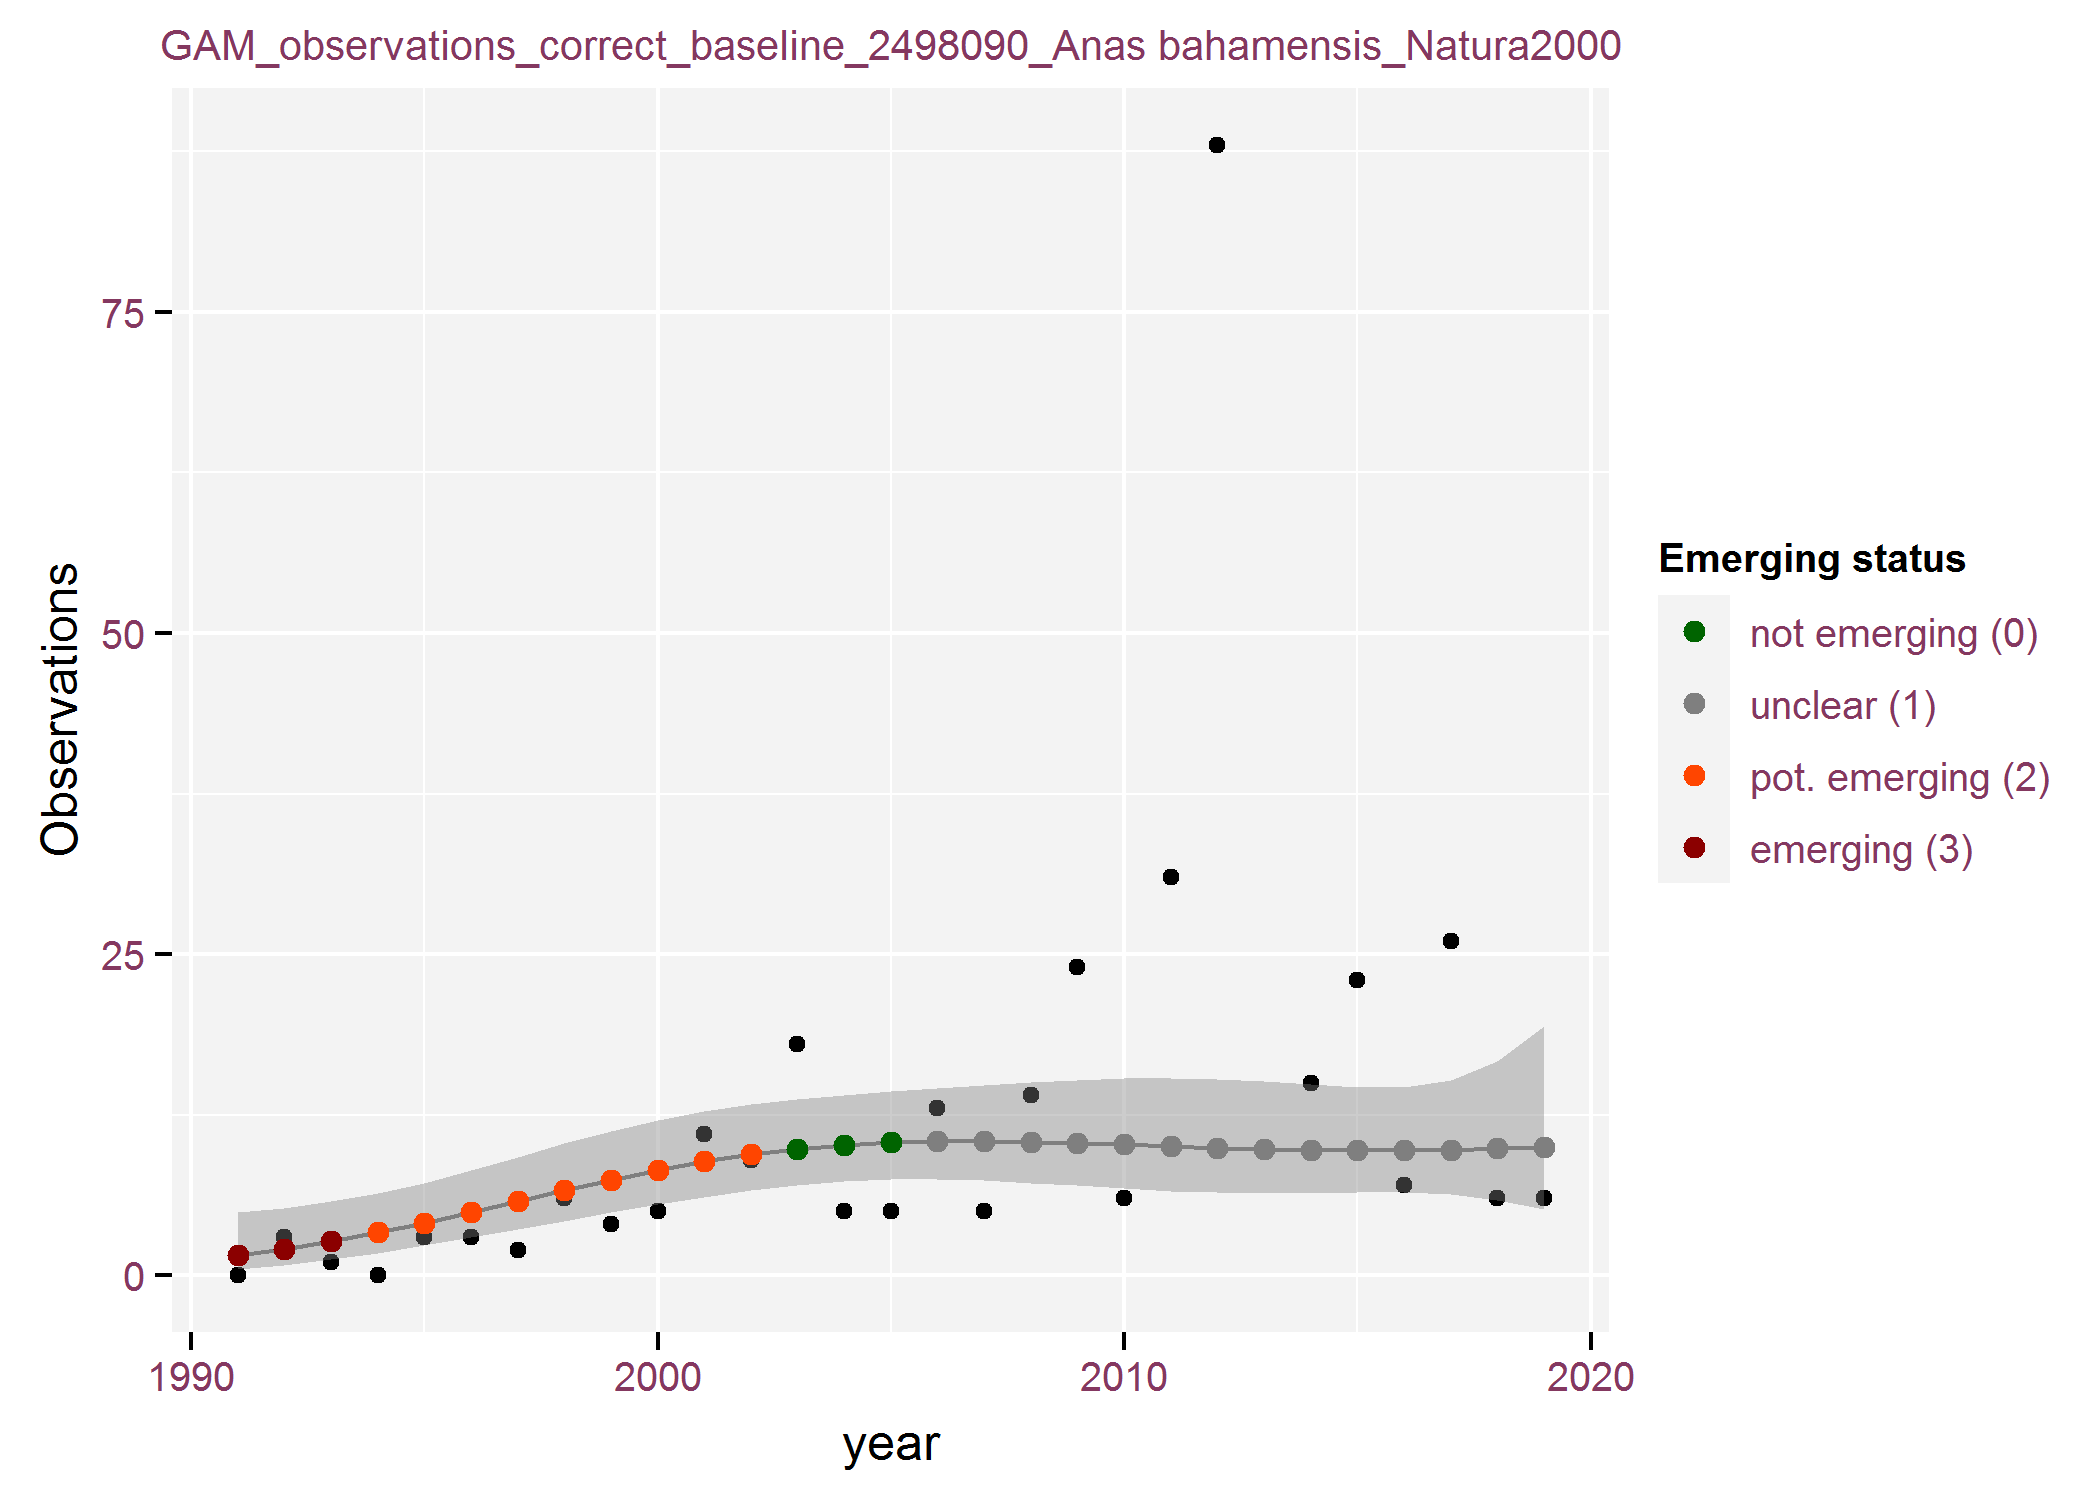 GAM_observations_correct_baseline_2498090_Anas bahamensis_Natura2000
75
50
25
0
Observations
1990 2000 2010 2020
year
Emerging status
not emerging (0)
unclear (1)
pot. emerging (2)
emerging (3)